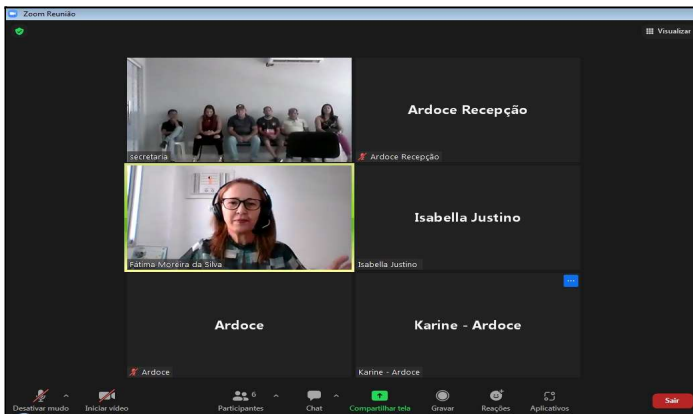 Zoom Reunião
Visualizar
secretaria
Ardoce Recepção
Ardoce Recepção
Fátima Moreira da Silva
Isabella Justino
Isabella Justino
Ardoce
Ardoce
Karine - Ardoce
Karine - Ardoce
Desativar mudo
Iniciar vídeo
6
Participantes
Chat
Compartilhar tela
Gravar
Reações
Aplicativos
Sair